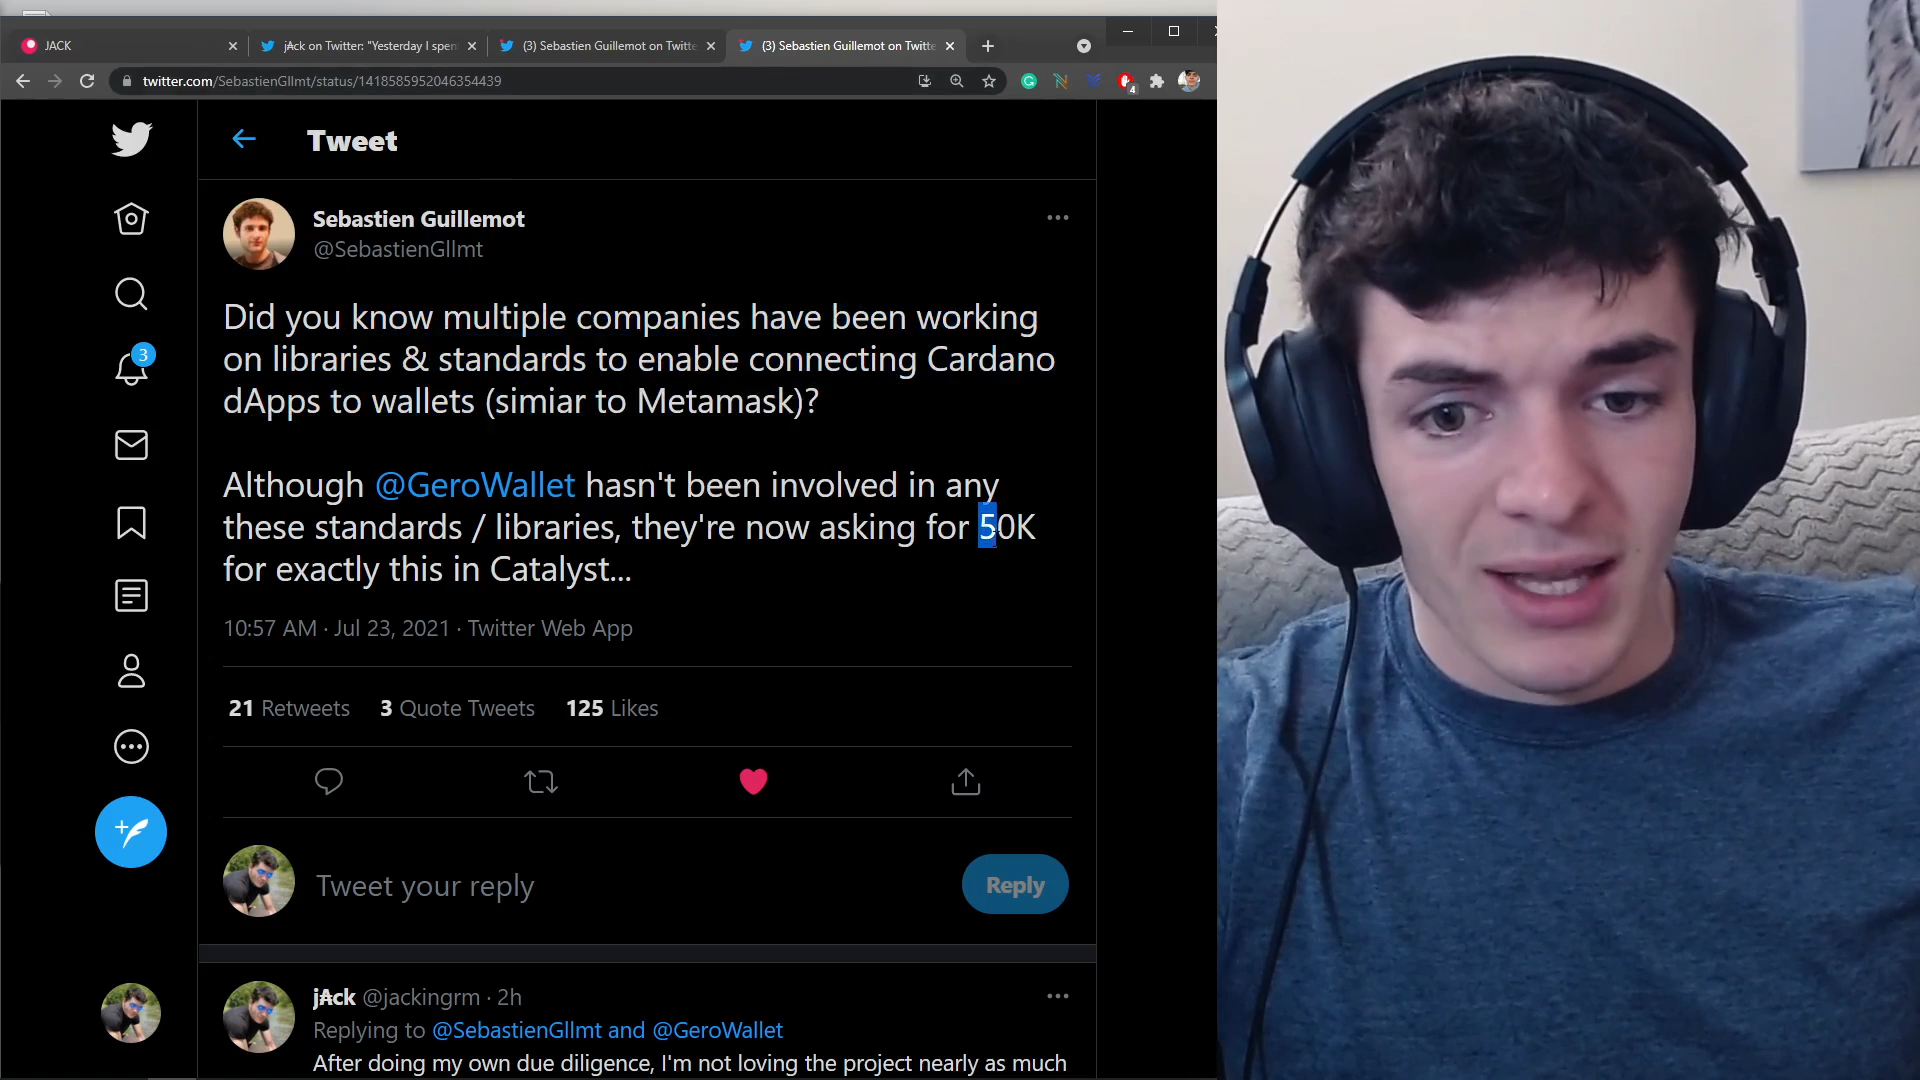 JACK
j₳ck on Twitter: "Yesterday I spen
(3) Sebastien Guillemot on Twitte
(3) Sebastien Guillemot on Twitte
twitter.com/SebastienGllmt/status/1418585952046354439
4
Tweet
Sebastien Guillemot
@SebastienGllmt
3
Did you know multiple companies have been working
on libraries & standards to enable connecting Cardano
dApps to wallets (simiar to Metamask)?
Although @GeroWallet hasn't been involved in any
these standards / libraries, they're now asking for 50K
for exactly this in Catalyst...
10:57 AM · Jul 23, 2021 · Twitter Web App
21 Retweets 3 Quote Tweets 125 Likes
Tweet your reply
Reply
j₳ck @jackingrm · 2h
Replying to @SebastienGllmt and @GeroWallet
After doing my own due diligence, I'm not loving the project nearly as much